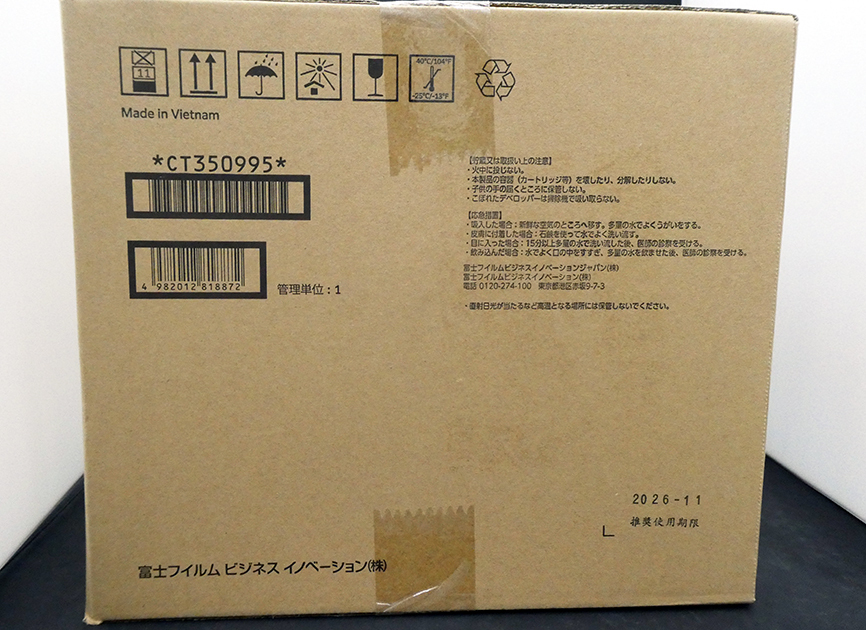 11
40°C/104°F
-25°C/-13°F
Made in Vietnam
*CT350995*
4 982012 818872
管理単位:1
【貯蔵又は取扱い上の注意】
・火中に投じない。
・本製品の容器(カートリッジ等)を壊したり、分解したりしない。
・子供の手の届くところに保管しない。
・こぼれたデベロッパーは掃除機で吸い取らない。
【応急措置】
・吸入した場合:新鮮な空気のところへ移す。多量の水でよくうがいをする。
・皮膚に付着した場合:石鹸を使って水でよく洗い流す。
・目に入った場合:15分以上多量の水で洗い流した後、医師の診察を受ける。
・飲み込んだ場合:水でよく口の中をすすぎ、多量の水を飲ませた後、医師の診察を受ける。
富士フイルムビジネスイノベーションジャパン(株)
富士フイルムビジネスイノベーション(株)
電話 0120-274-100 東京都港区赤坂9-7-3
・直射日光が当たるなど高温となる場所には保管しないでください。
2026-11
推奨使用期限
富士フイルム ビジネス イノベーション(株)